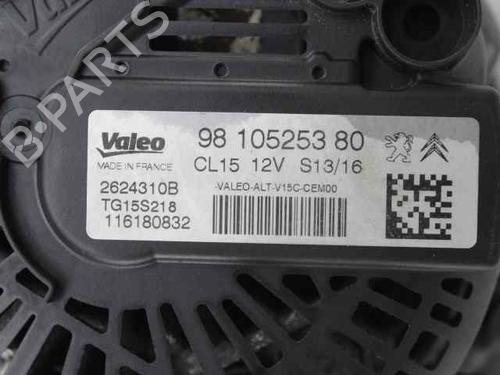 Valeo
98 105253 80
MADE IN FRANCE
CL15 12V S13/16
2624310B
-VALEO-ALT-V15C-CEM00
TG15S218
116180832
B-PARTS